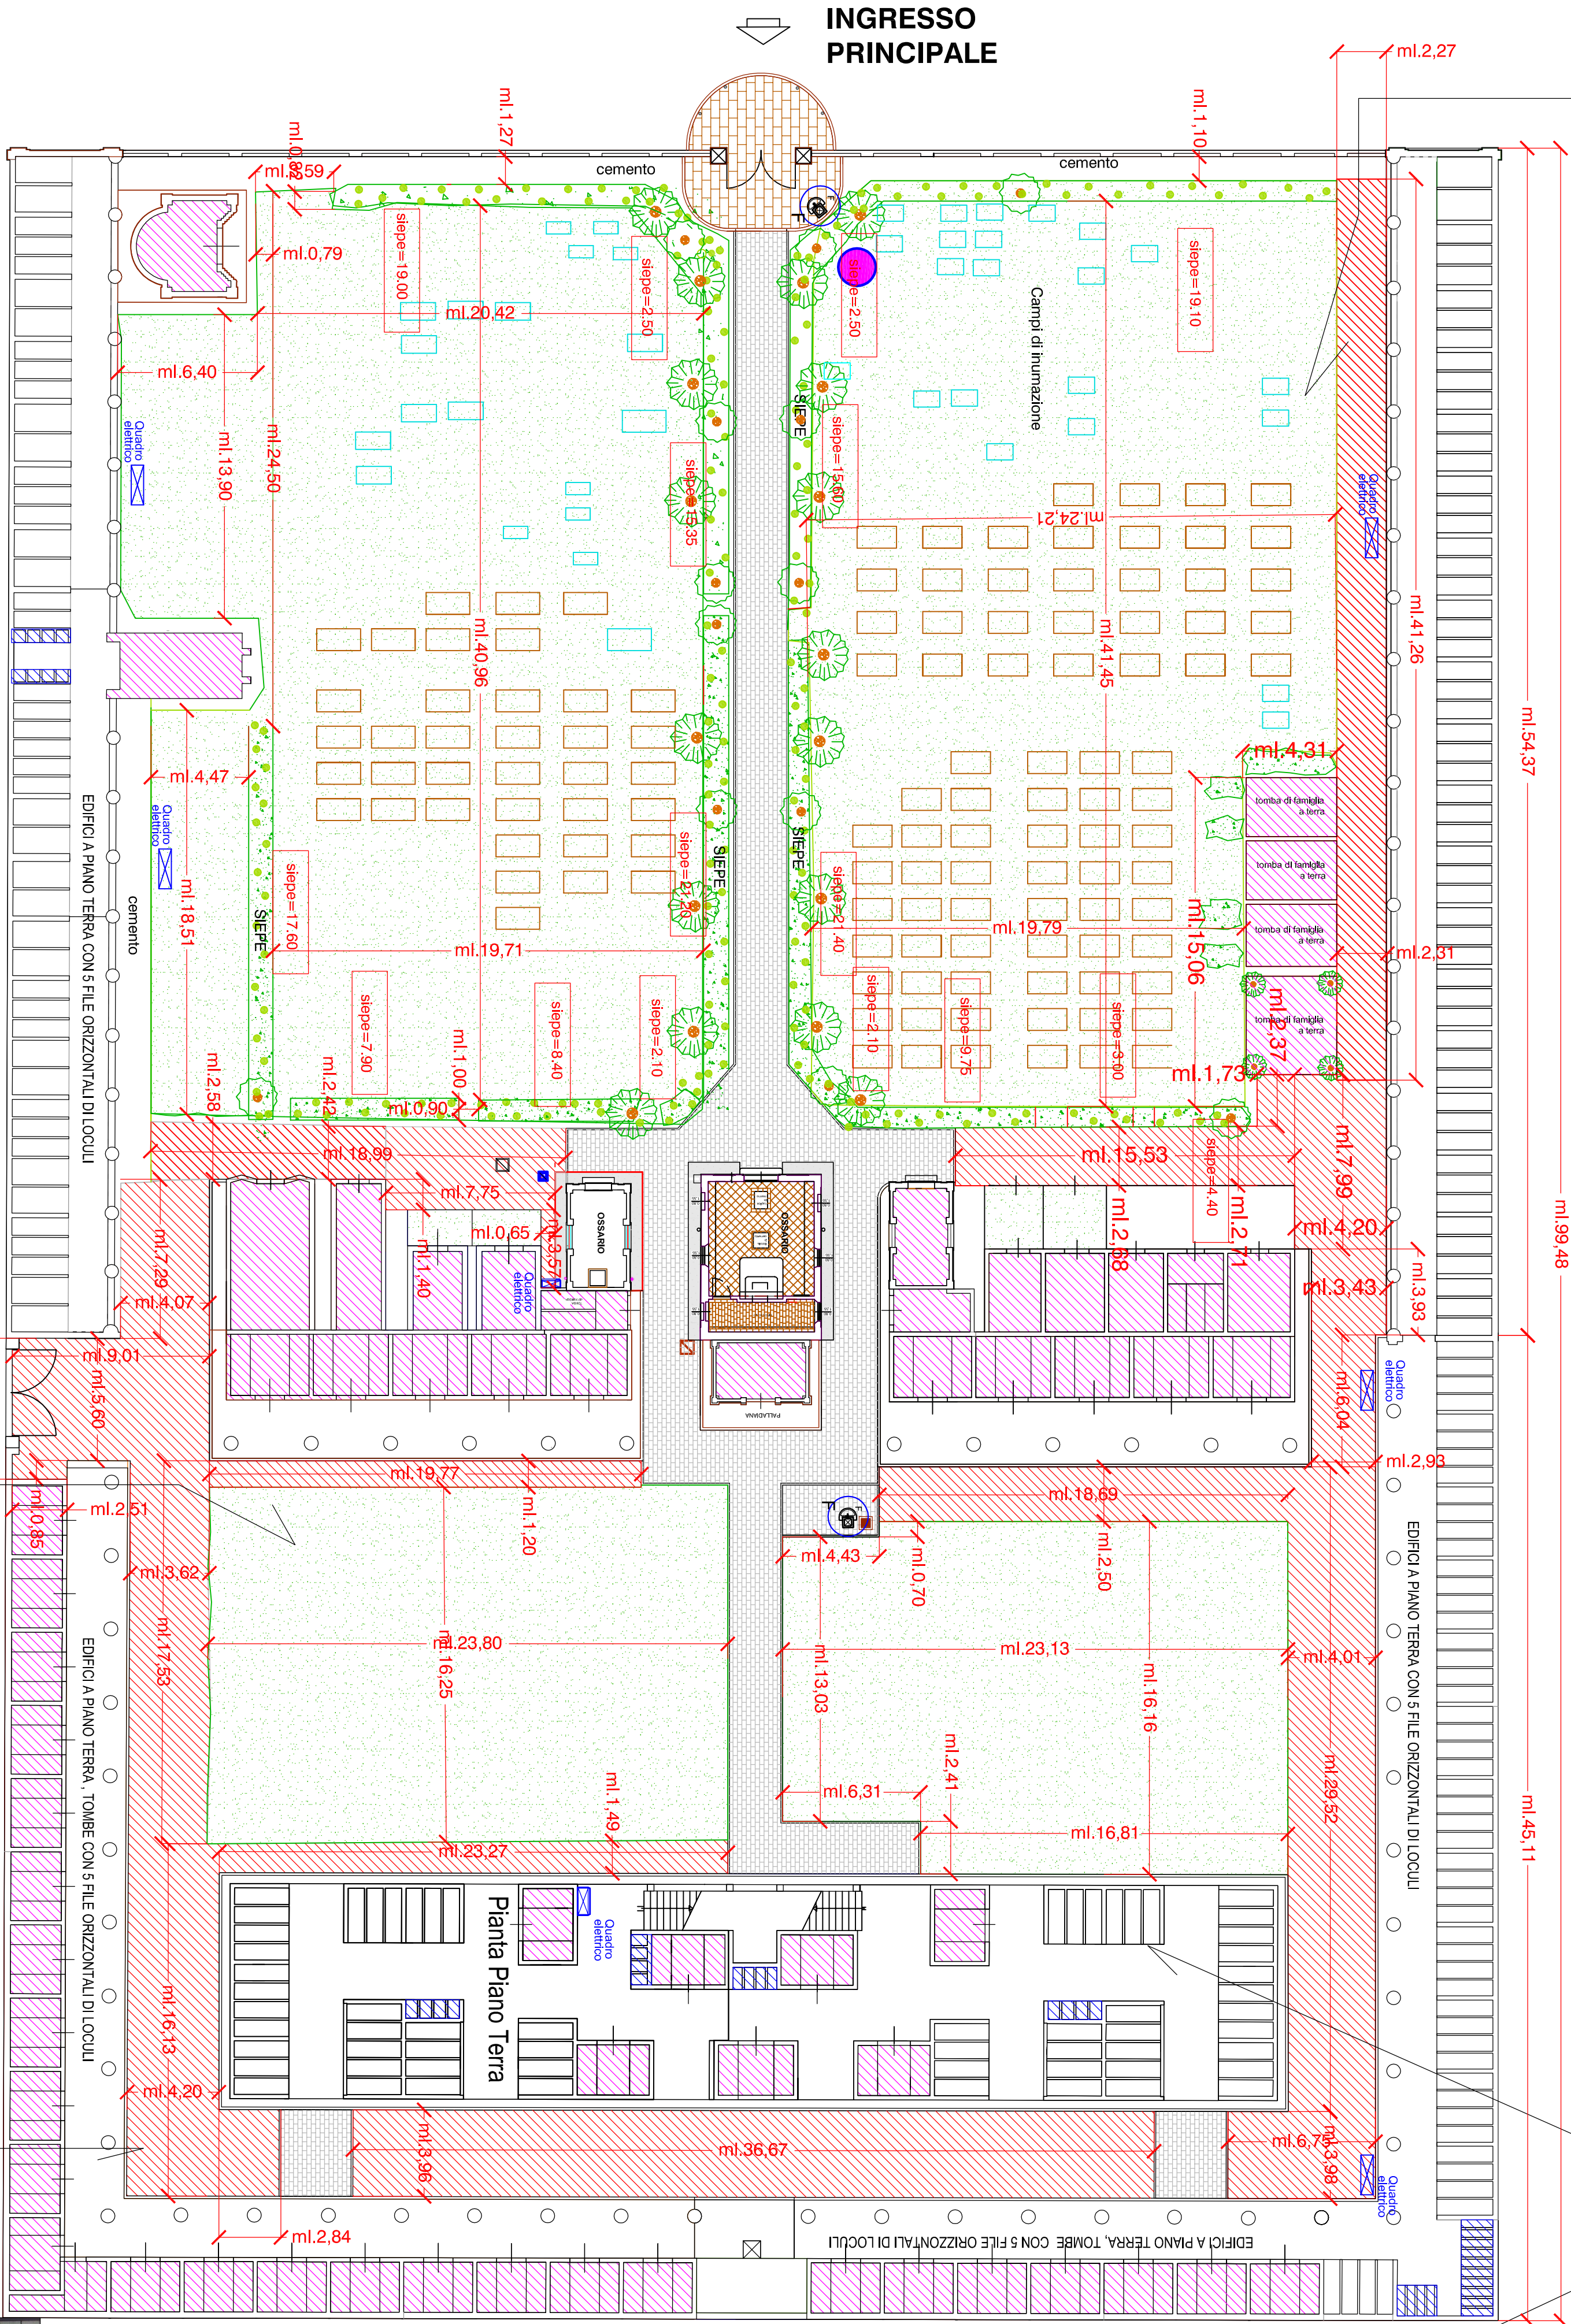 INGRESSO
PRINCIPALE
ml.2,27
ml.1,27
ml.1,10
cemento
cemento
ml.0,79
siepe=19.00
siepe=2.50
siepe=2.50
siepe=19.10
Campi di inumazione
ml.20,42
ml.6,40
ml.13,90
ml.24,50
Quadro
elettrico
SIEPE
siepe=15.60
siepe=15.35
Quadro
elettrico
ml.24,21
ml.40,96
ml.41,45
ml.41,26
ml.54,37
ml.99,48
ml.4,31
tomba di famiglia
a terra
tomba di famiglia
a terra
tomba di famiglia
a terra
tomba di famiglia
a terra
ml.4,47
Quadro
elettrico
EDIFICI A PIANO TERRA CON 5 FILE ORIZZONTALI DI LOCULI
cemento
ml.18,51
SIEPE
siepe=17.60
SIEPE
siepe=21.20
SIEPE
siepe=21.40
ml.19,71
ml.19,79
ml.15,06
ml.2,31
siepe=7.90
siepe=8.40
siepe=2.10
siepe=2.10
siepe=9.75
siepe=3.00
ml.2,37
ml.1,73
ml.2,58
ml.2,42
ml.1,00
ml.0,90
ml.18,99
ml.15,53
siepe=4.40
ml.7,99
ml.7,75
ml.0,65
ml.3,57
ml.1,40
OSSARIO
OSSARIO
ml.2,68
ml.2,71
ml.4,20
ml.3,43
ml.3,93
ml.7,29
ml.4,07
Quadro
elettrico
ml.9,01
ml.5,60
PALLADIANA
Quadro
elettrico
ml.6,04
ml.2,93
ml.19,77
ml.18,69
ml.0,85
ml.2,51
ml.1,20
F
ml.4,43
ml.0,70
ml.2,50
ml.3,62
ml.17,53
ml.23,80
ml.16,25
ml.13,03
ml.23,13
ml.16,16
ml.4,01
EDIFICI A PIANO TERRA CON 5 FILE ORIZZONTALI DI LOCULI
EDIFICI A PIANO TERRA, TOMBE CON 5 FILE ORIZZONTALI DI LOCULI
ml.29,52
ml.45,11
ml.1,49
ml.6,31
ml.2,41
ml.16,81
ml.23,27
Pianta Piano Terra
Quadro
elettrico
ml.16,13
ml.4,20
ml.3,96
ml.36,67
ml.6,75
ml.3,98
Quadro
elettrico
ml.2,84
EDIFICI A PIANO TERRA, TOMBE CON 5 FILE ORIZZONTALI DI LOCULI